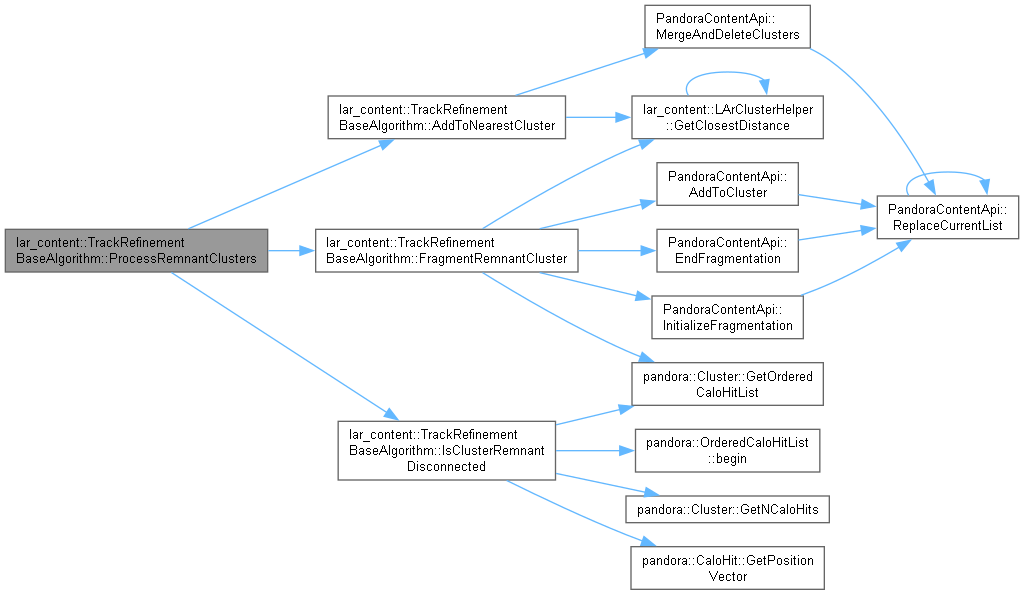 lar_content::TrackRefinement
BaseAlgorithm::ProcessRemnantClusters
lar_content::TrackRefinement
BaseAlgorithm::AddToNearestCluster
lar_content::TrackRefinement
BaseAlgorithm::FragmentRemnantCluster
lar_content::TrackRefinement
BaseAlgorithm::IsClusterRemnant
Disconnected
PandoraContentApi::
MergeAndDeleteClusters
lar_content::LArClusterHelper
::GetClosestDistance
PandoraContentApi::
AddToCluster
PandoraContentApi::
EndFragmentation
PandoraContentApi::
InitializeFragmentation
pandora::Cluster::GetOrdered
CaloHitList
pandora::OrderedCaloHitList
::begin
pandora::Cluster::GetNCaloHits
pandora::CaloHit::GetPosition
Vector
PandoraContentApi::
ReplaceCurrentList